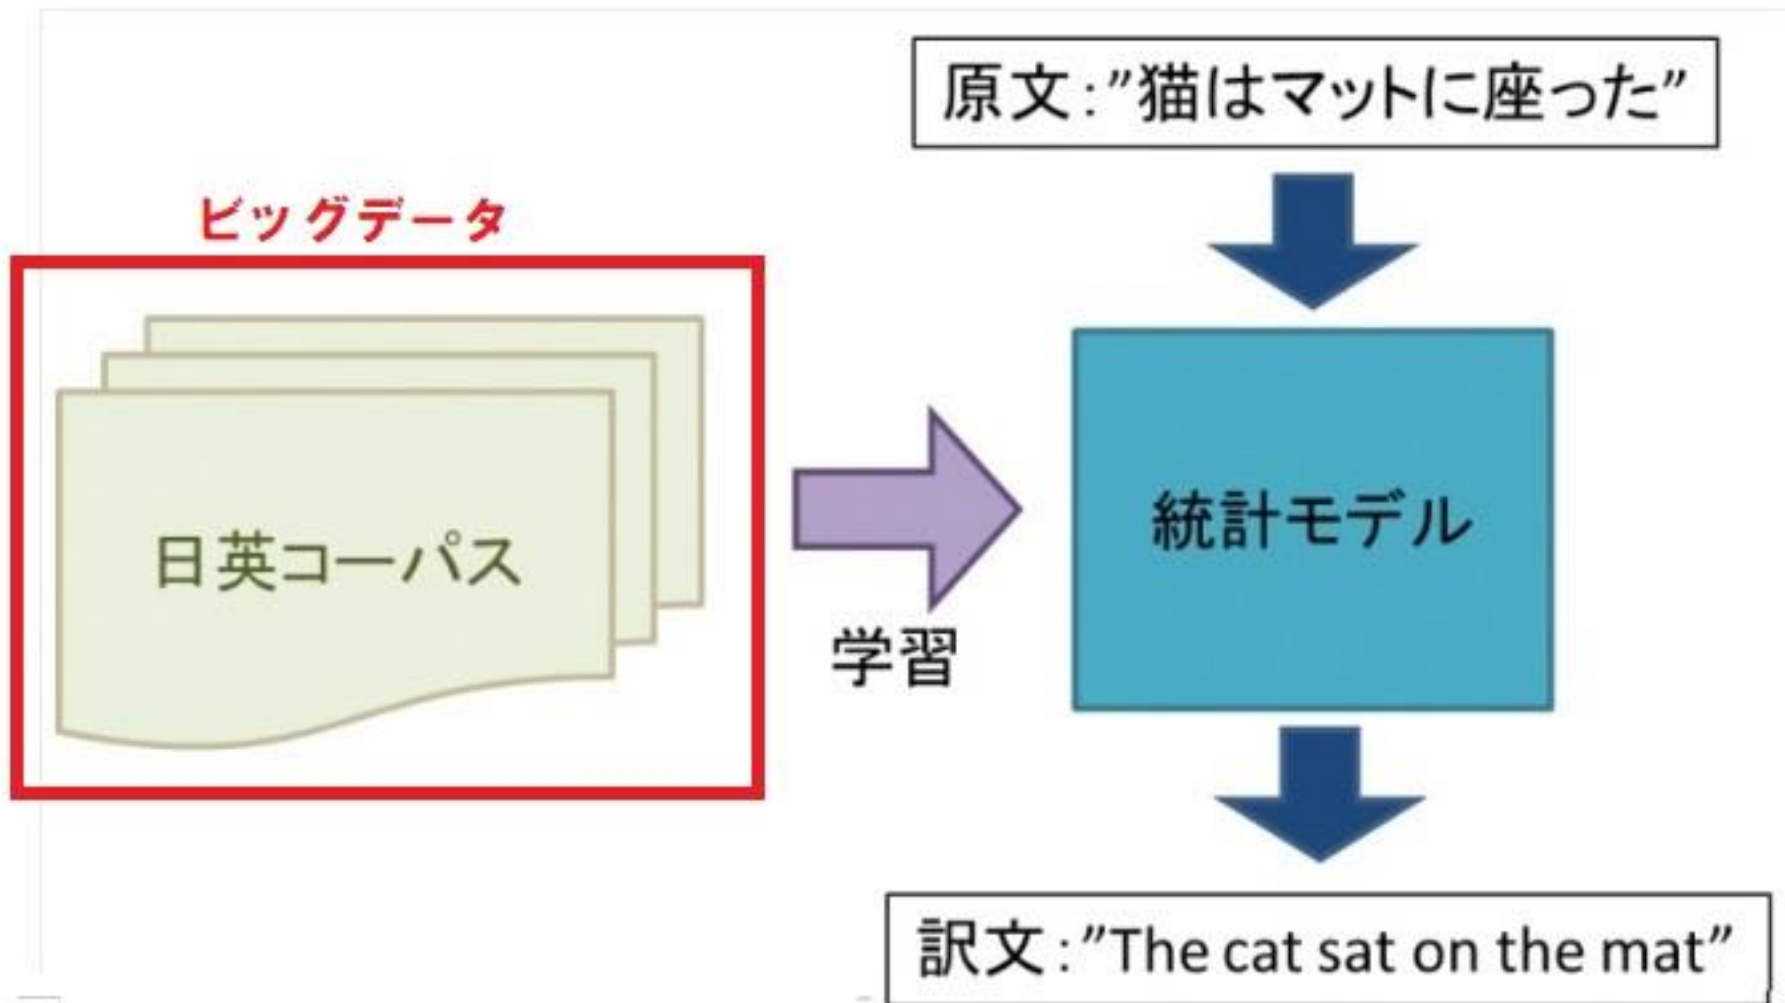 原文:”猫はマットに座った”
ビッグデータ
日英コーパス
学習
統計モデル
訳文:”The cat sat on the mat”